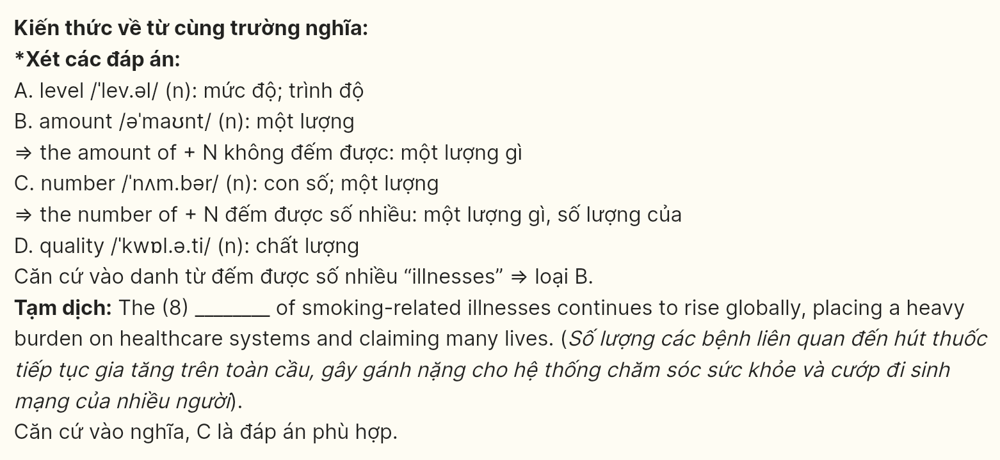 Kiến thức về từ cùng trường nghĩa:
*Xét các đáp án:
A. level /ˈlev.əl/ (n): mức độ; trình độ
B. amount /əˈmaʊnt/ (n): một lượng
⇒ the amount of + N không đếm được: một lượng gì
C. number /ˈnʌm.bər/ (n): con số; một lượng
⇒ the number of + N đếm được số nhiều: một lượng gì, số lượng của
D. quality /ˈkwɒl.ə.ti/ (n): chất lượng
Căn cứ vào danh từ đếm được số nhiều “illnesses” ⇒ loại B.
Tạm dịch: The (8) ________ of smoking-related illnesses continues to rise globally, placing a heavy
burden on healthcare systems and claiming many lives. (Số lượng các bệnh liên quan đến hút thuốc
tiếp tục gia tăng trên toàn cầu, gây gánh nặng cho hệ thống chăm sóc sức khỏe và cướp đi sinh
mạng của nhiều người).
Căn cứ vào nghĩa, C là đáp án phù hợp.